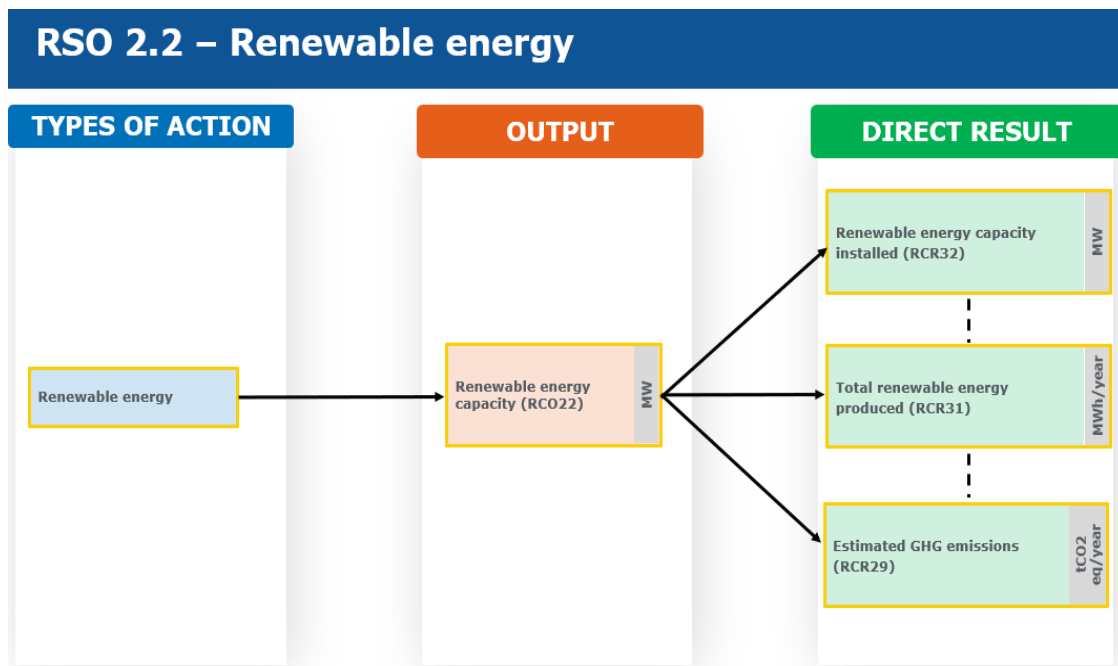 RSO 2.2 – Renewable energy
TYPES OF ACTION
OUTPUT
DIRECT RESULT
Renewable energy
Renewable energy
capacity (RCO22)
MW
Renewable energy capacity
installed (RCR32)
MW
Total renewable energy
produced (RCR31)
MWh/year
Estimated GHG emissions
(RCR29)
tCO2
eq/year